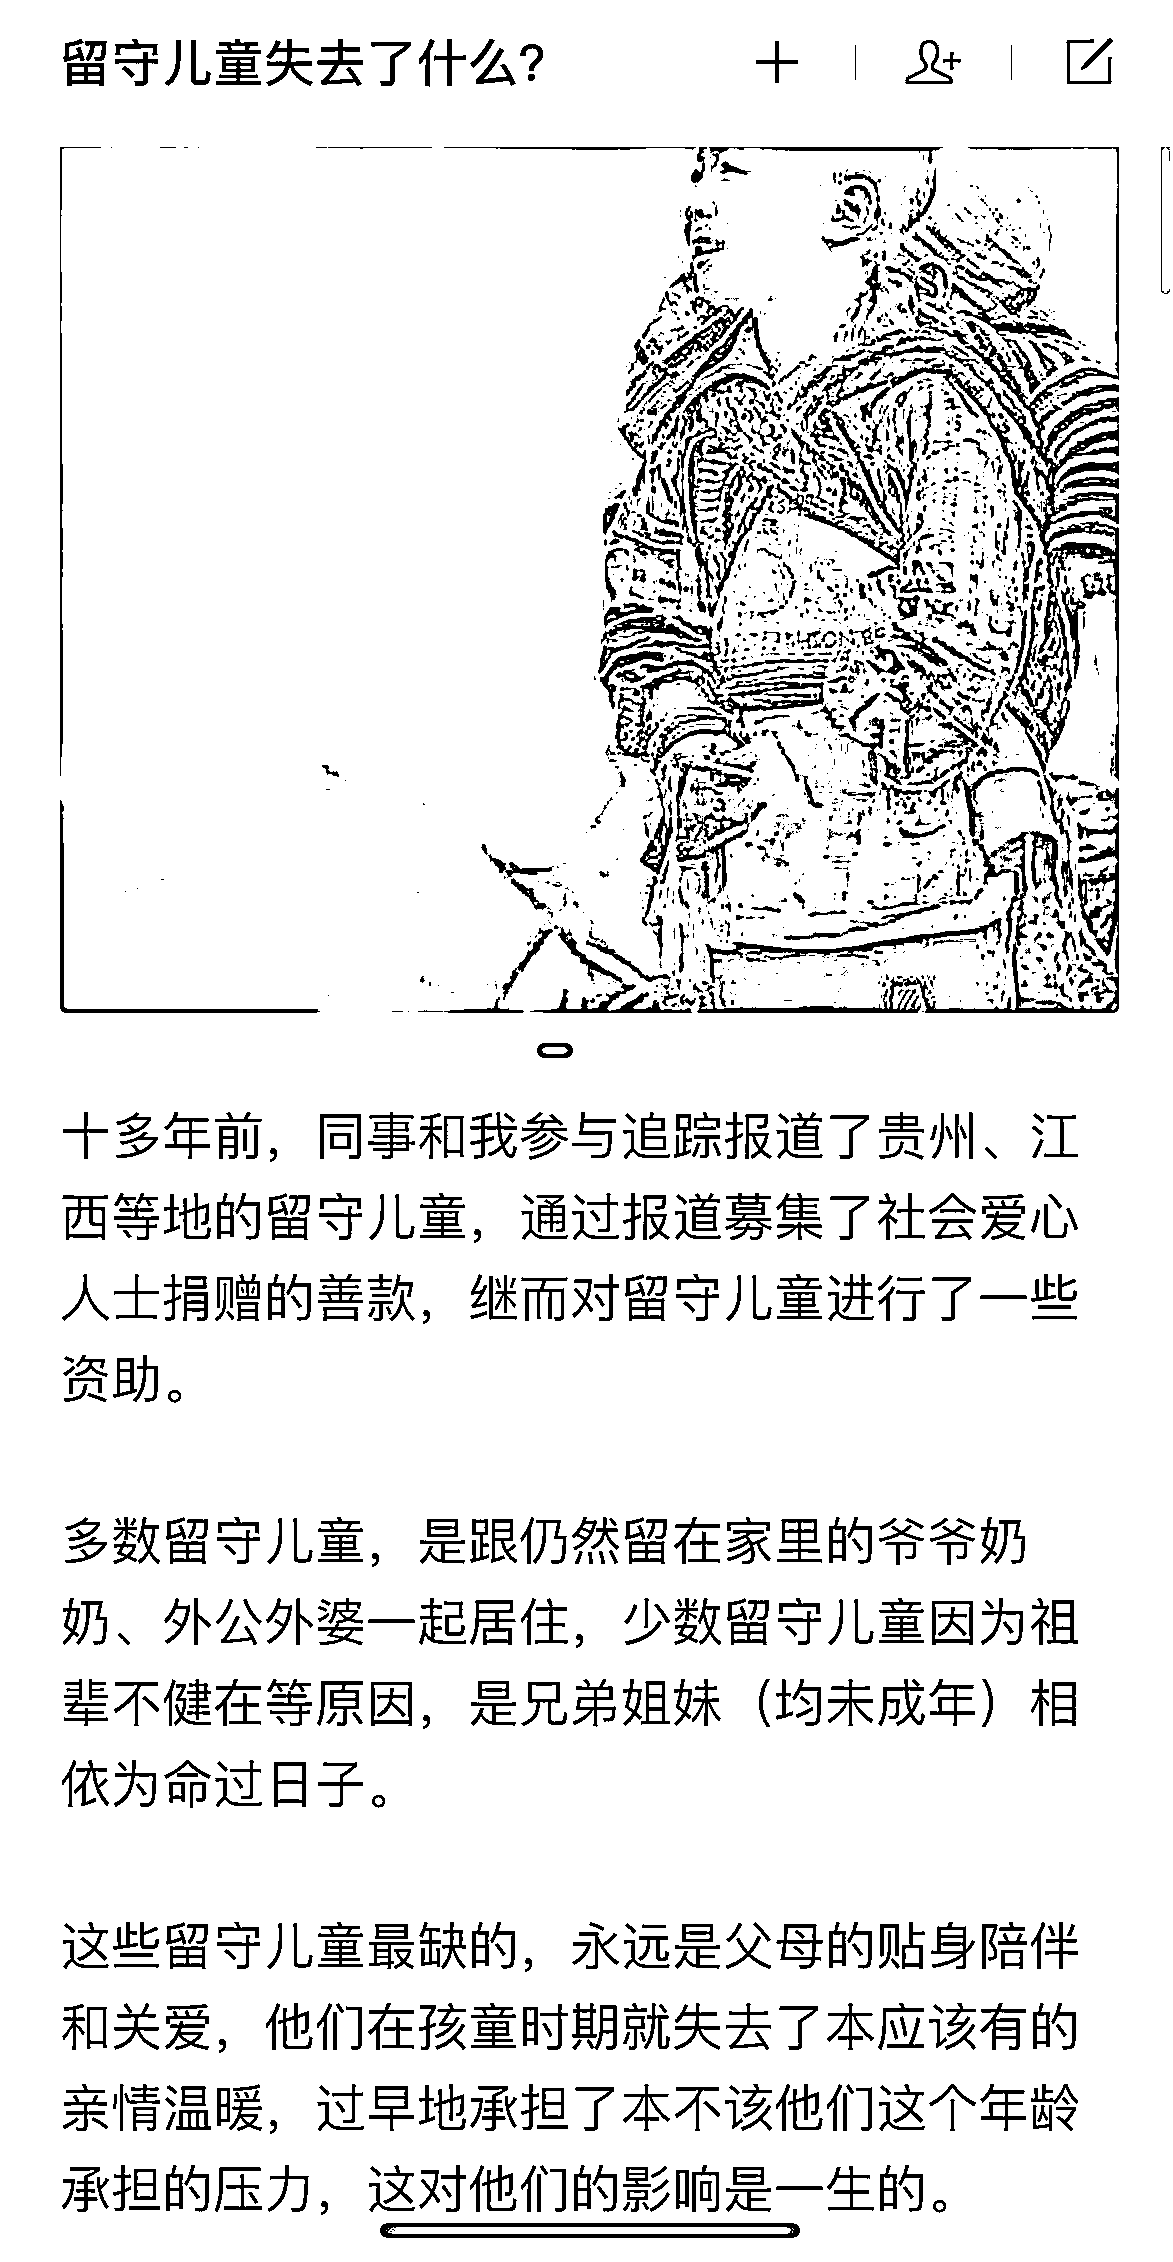 留守儿童失去了什么?
十多年前，同事和我参与追踪报道了贵州、江
西等地的留守儿童，通过报道募集了社会爱心
人士捐赠的善款，继而对留守儿童进行了一些
资助。
多数留守儿童，是跟仍然留在家里的爷爷奶
奶、外公外婆一起居住，少数留守儿童因为祖
辈不健在等原因，是兄弟姐妹（均未成年）相
依为命过日子。
这些留守儿童最缺的，永远是父母的贴身陪伴
和关爱，他们在孩童时期就失去了本应该有的
亲情温暖，过早地承担了本不该他们这个年龄
承担的压力，这对他们的影响是一生的。